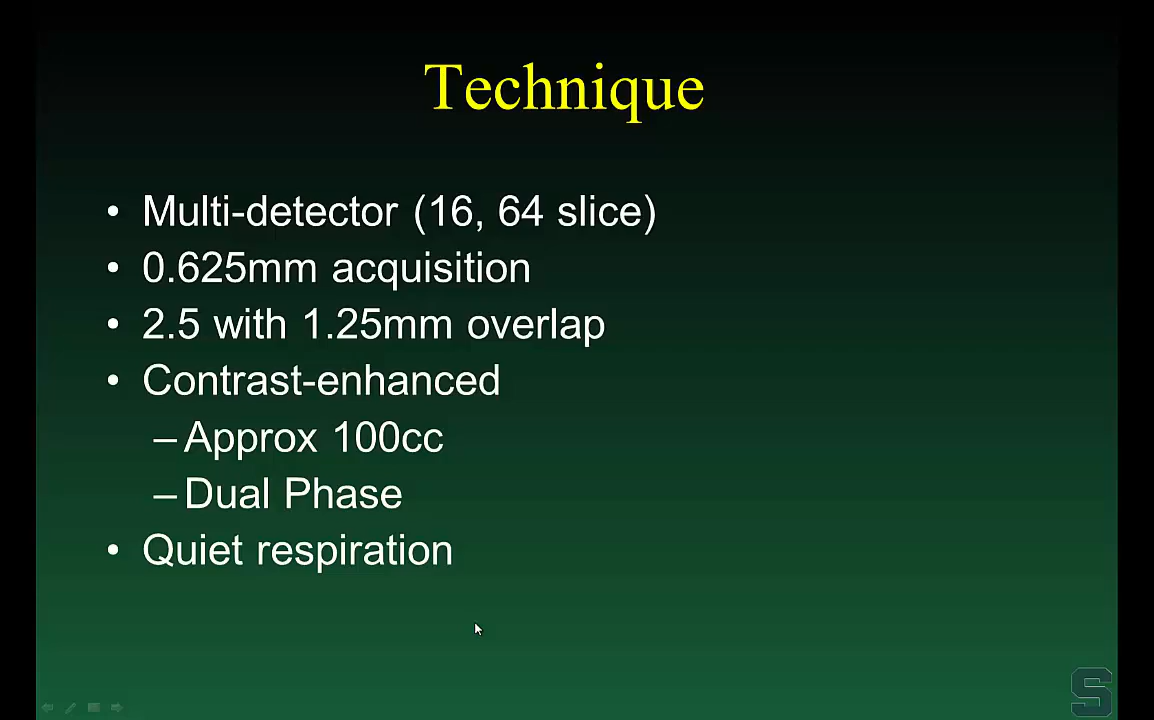 Technique
• Multi-detector (16, 64 slice)
• 0.625mm acquisition
• 2.5 with 1.25mm overlap
• Contrast-enhanced
–Approx 100cc
–Dual Phase
• Quiet respiration
S